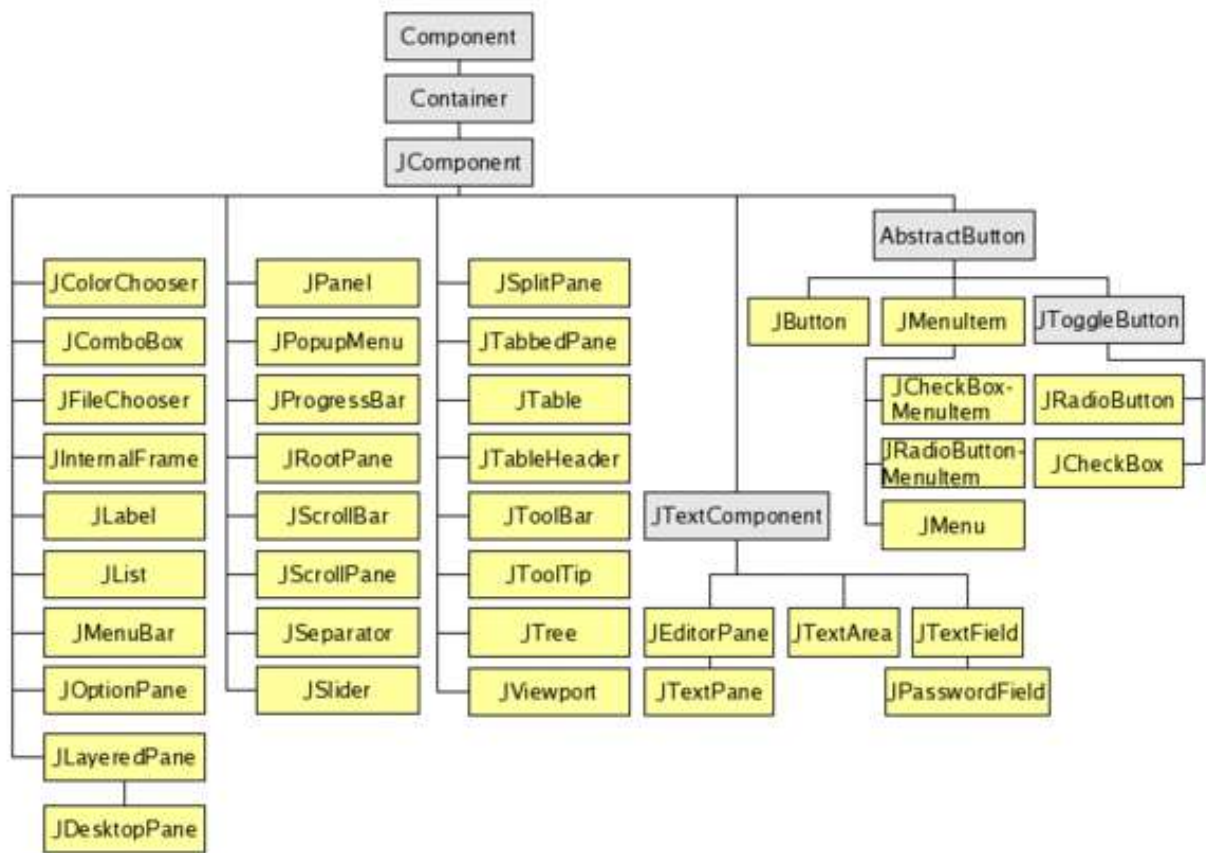 Component
Container
JComponent
AbstractButton
JColorChooser
JComboBox
JFileChooser
JInternalFrame
JLabel
JList
JMenuBar
JOptionPane
JLayeredPane
JDesktopPane
JPanel
JPopupMenu
JProgressBar
JRootPane
JScrollBar
JScrollPane
JSeparator
JSlider
JSplitPane
JTabbedPane
JTable
JTableHeader
JToolBar
JToolTip
JTree
JViewport
JButton
JMenuItem
JToggleButton
JCheckBox-
MenuItem
JRadioButton-
MenuItem
JMenu
JRadioButton
JCheckBox
JTextComponent
JEditorPane
JTextArea
JTextField
JTextPane
JPasswordField